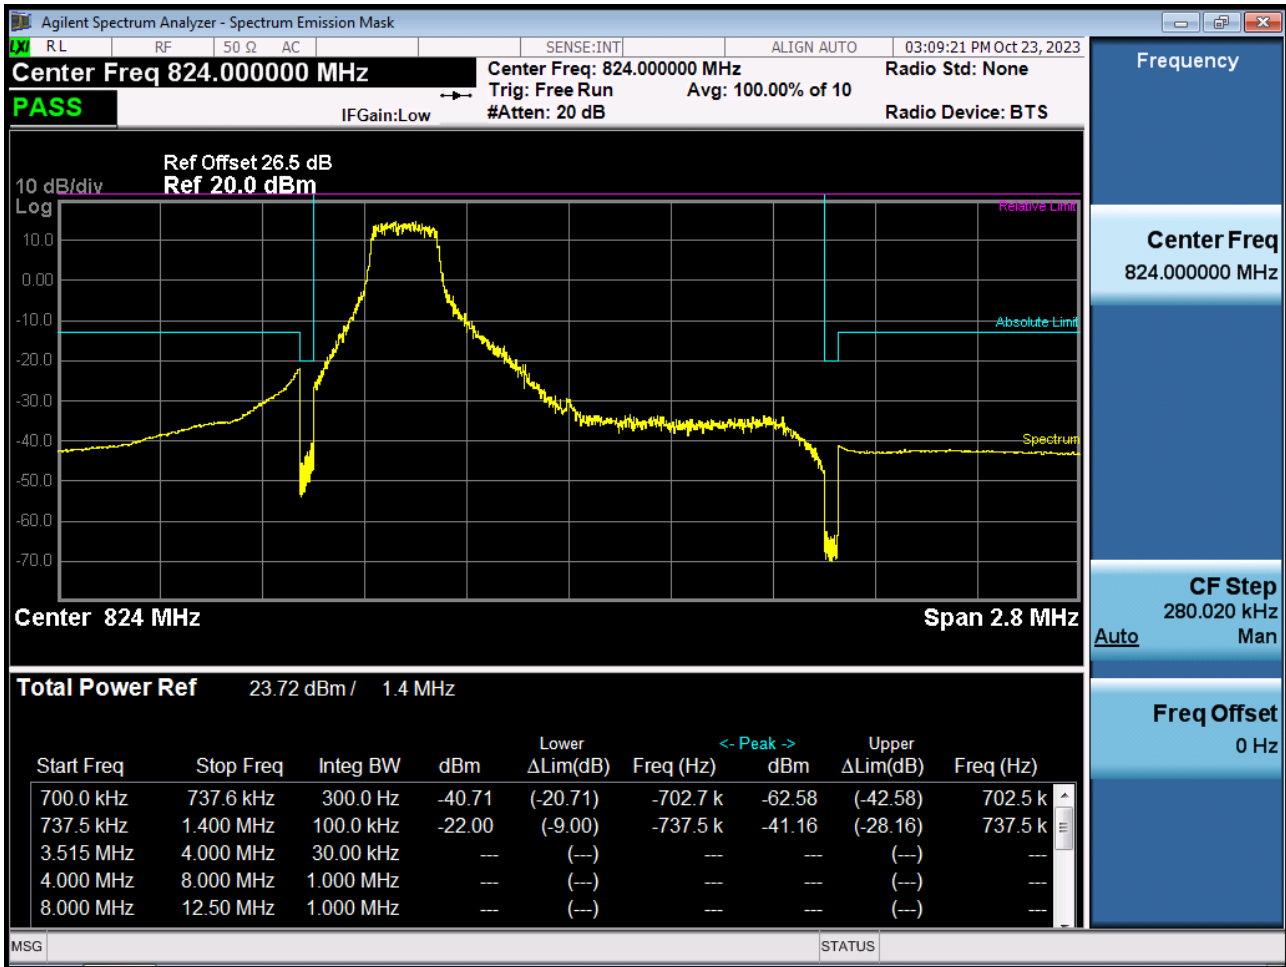 Agilent Spectrum Analyzer - Spectrum Emission Mask
LXI RL RF 50 Ω AC SENSE:INT ALIGN AUTO 03:09:21 PM Oct 23, 2023
Center Freq 824.000000 MHz
PASS
IFGain:Low
Center Freq: 824.000000 MHz
Trig: Free Run Avg: 100.00% of 10
#Atten: 20 dB
Radio Std: None
Radio Device: BTS
Ref Offset 26.5 dB
10 dB/div Ref 20.0 dBm
Log
Relative Limit
10.0
0.00
-10.0
Absolute Limit
-20.0
-30.0
-40.0
Spectrum
-50.0
-60.0
-70.0
Center 824 MHz Span 2.8 MHz
Total Power Ref 23.72 dBm / 1.4 MHz
Lower <- Peak -> Upper
Start Freq Stop Freq Integ BW dBm ΔLim(dB) Freq (Hz) dBm ΔLim(dB) Freq (Hz)
700.0 kHz 737.6 kHz 300.0 Hz -40.71 (-20.71) -702.7 k -62.58 (-42.58) 702.5 k
737.5 kHz 1.400 MHz 100.0 kHz -22.00 (-9.00) -737.5 k -41.16 (-28.16) 737.5 k
3.515 MHz 4.000 MHz 30.00 kHz --- (---) --- --- (---) ---
4.000 MHz 8.000 MHz 1.000 MHz --- (---) --- --- (---) ---
8.000 MHz 12.50 MHz 1.000 MHz --- (---) --- --- (---) ---
MSG STATUS
Frequency
Center Freq
824.000000 MHz
CF Step
280.020 kHz
Auto Man
Freq Offset
0 Hz